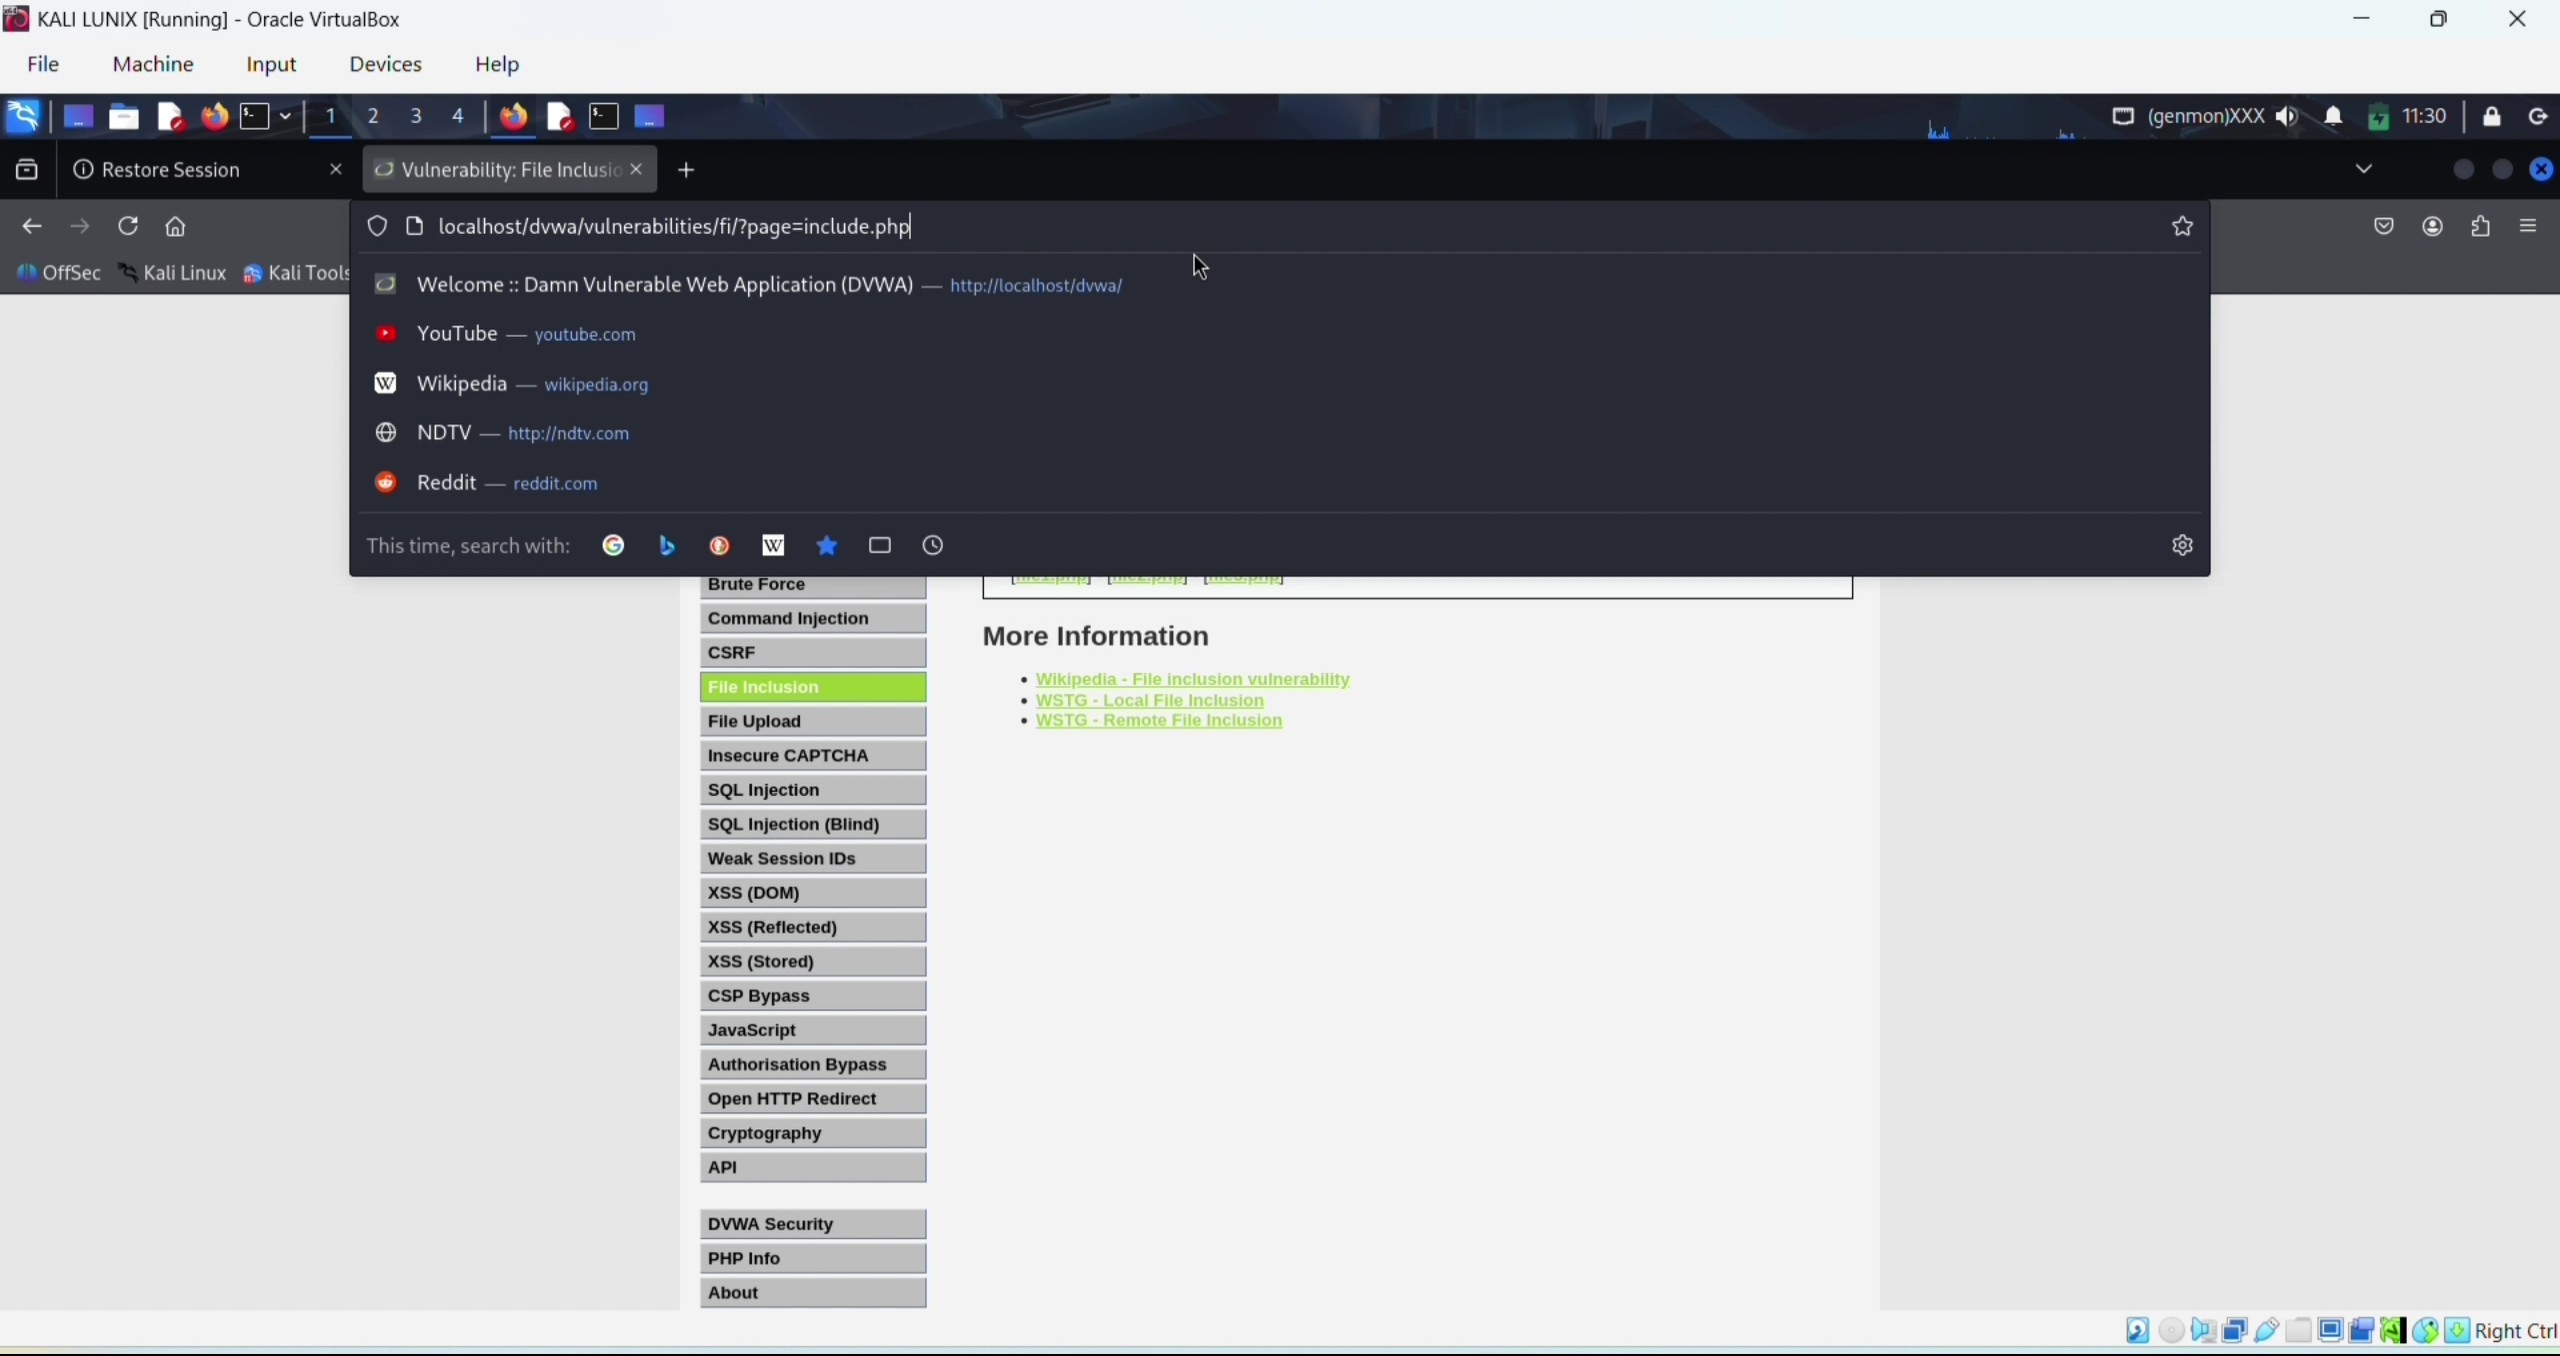 KALI LUNIX [Running] - Oracle VirtualBox
File Machine Input Devices Help
1 2 3 4 (genmon)XXX 11:30
Restore Session Vulnerability: File Inclusio
localhost/dvwa/vulnerabilities/fi/?page=include.php
OffSec Kali Linux Kali Tools
Welcome :: Damn Vulnerable Web Application (DVWA) — http://localhost/dvwa/
YouTube — youtube.com
Wikipedia — wikipedia.org
NDTV — http://ndtv.com
Reddit — reddit.com
This time, search with:
[file1.php] [file2.php] [file3.php]
Brute Force
Command Injection
CSRF
File Inclusion
File Upload
Insecure CAPTCHA
SQL Injection
SQL Injection (Blind)
Weak Session IDs
XSS (DOM)
XSS (Reflected)
XSS (Stored)
CSP Bypass
JavaScript
Authorisation Bypass
Open HTTP Redirect
Cryptography
API
DVWA Security
PHP Info
About
More Information
• Wikipedia - File inclusion vulnerability
• WSTG - Local File Inclusion
• WSTG - Remote File Inclusion
Right Ctrl